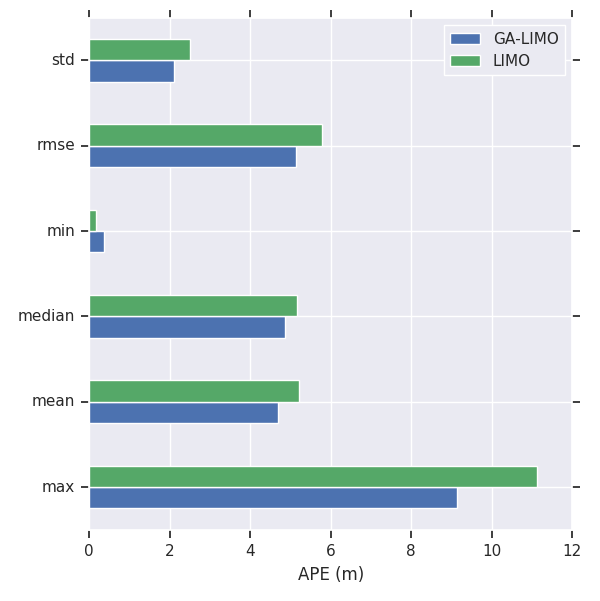 GA-LIMO
LIMO
std
rmse
min
median
mean
max
0 2 4 6 8 10 12
APE (m)